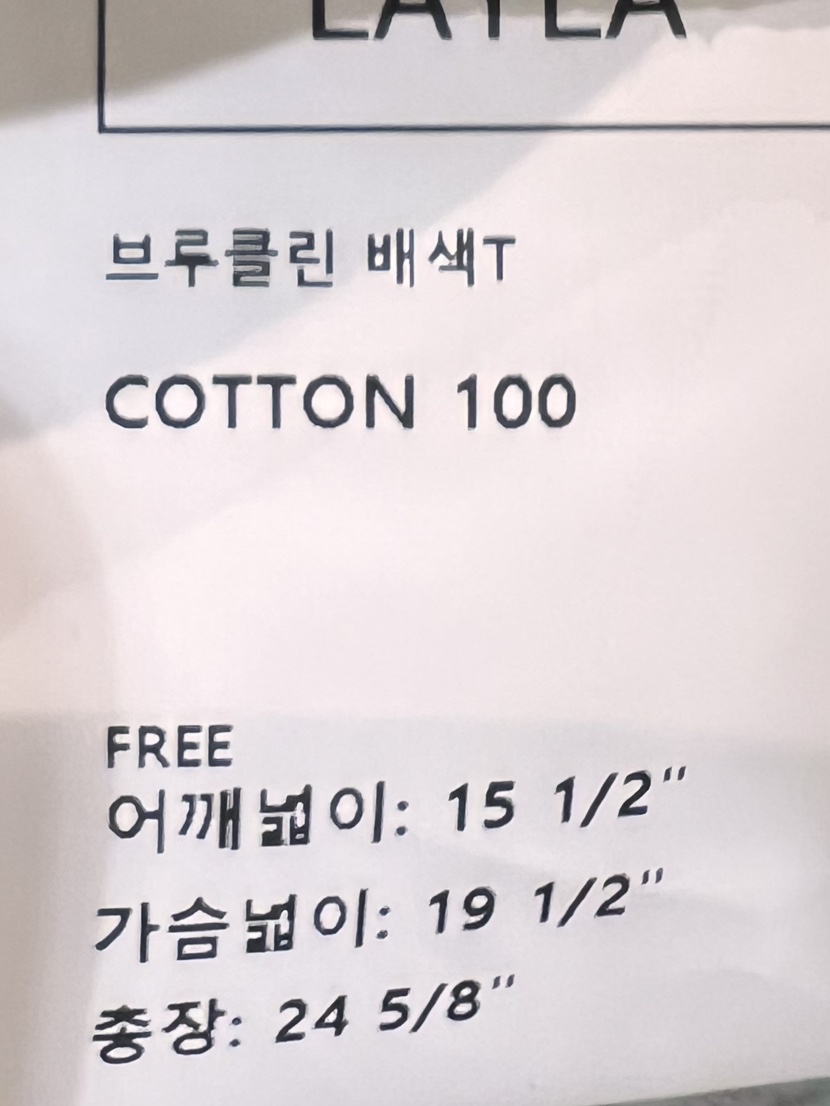 LAYLA
브루클린 배색T
COTTON 100
FREE
어깨넓이: 15 1/2"
가슴넓이: 19 1/2"
총장: 24 5/8"